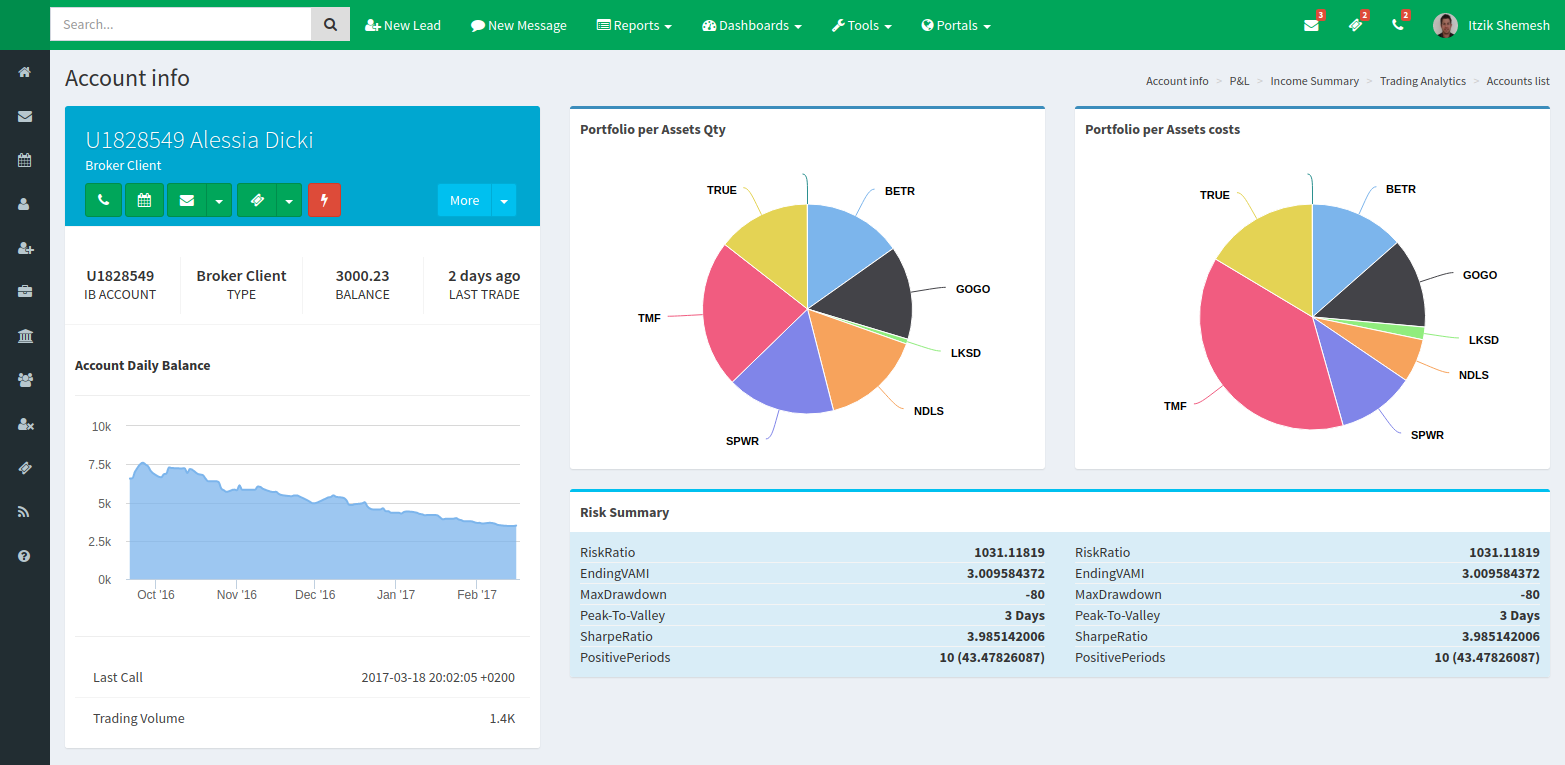 Search...
New Lead
New Message
Reports
Dashboards
Tools
Portals
3
2
2
Itzik Shemesh
Account info
Account info > P&L > Income Summary > Trading Analytics > Accounts list
U1828549 Alessia Dicki
Broker Client
More
U1828549
IB ACCOUNT
Broker Client
TYPE
3000.23
BALANCE
2 days ago
LAST TRADE
Account Daily Balance
10k
7.5k
5k
2.5k
0k
Oct '16
Nov '16
Dec '16
Jan '17
Feb '17
Last Call 2017-03-18 20:02:05 +0200
Trading Volume 1.4K
Portfolio per Assets Qty
TRUE
BETR
GOGO
TMF
LKSD
NDLS
SPWR
Portfolio per Assets costs
TRUE
BETR
GOGO
LKSD
NDLS
TMF
SPWR
Risk Summary
RiskRatio 1031.11819
EndingVAMI 3.009584372
MaxDrawdown -80
Peak-To-Valley 3 Days
SharpeRatio 3.985142006
PositivePeriods 10 (43.47826087)
RiskRatio 1031.11819
EndingVAMI 3.009584372
MaxDrawdown -80
Peak-To-Valley 3 Days
SharpeRatio 3.985142006
PositivePeriods 10 (43.47826087)